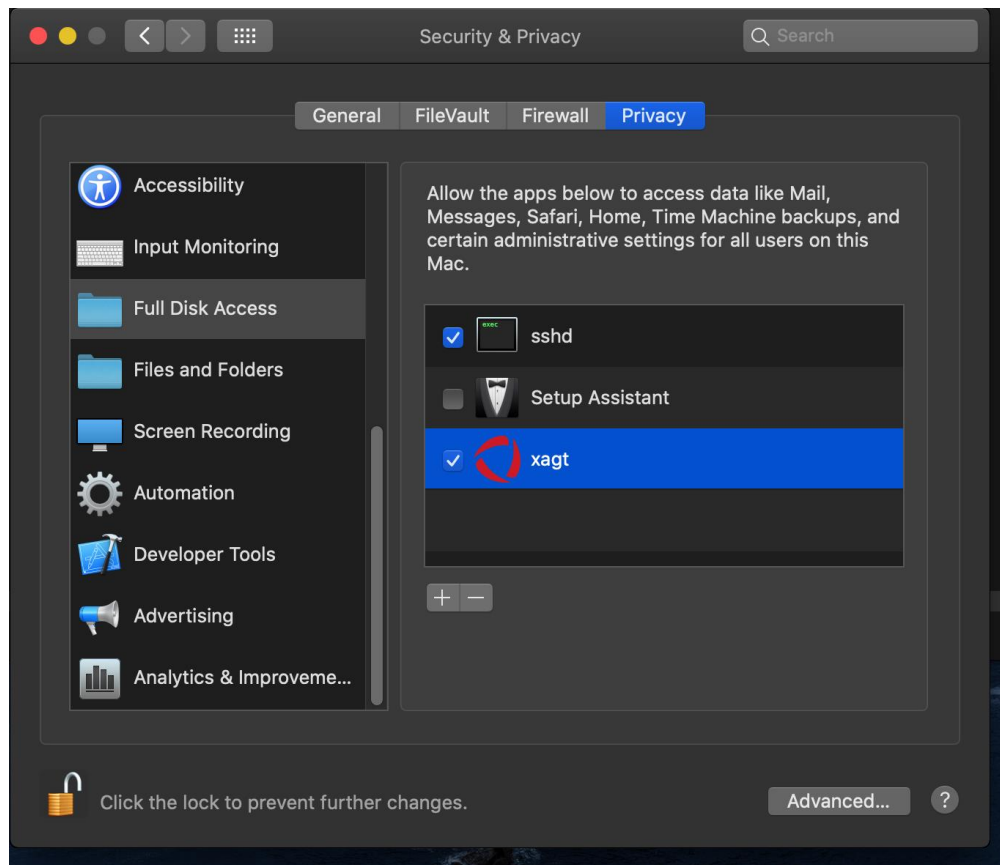 Security & Privacy
Search
General
FileVault
Firewall
Privacy
Accessibility
Input Monitoring
Full Disk Access
Files and Folders
Screen Recording
Automation
Developer Tools
Advertising
Analytics & Improveme...
Allow the apps below to access data like Mail,
Messages, Safari, Home, Time Machine backups, and
certain administrative settings for all users on this
Mac.
exec
sshd
Setup Assistant
xagt
Click the lock to prevent further changes.
Advanced...
?